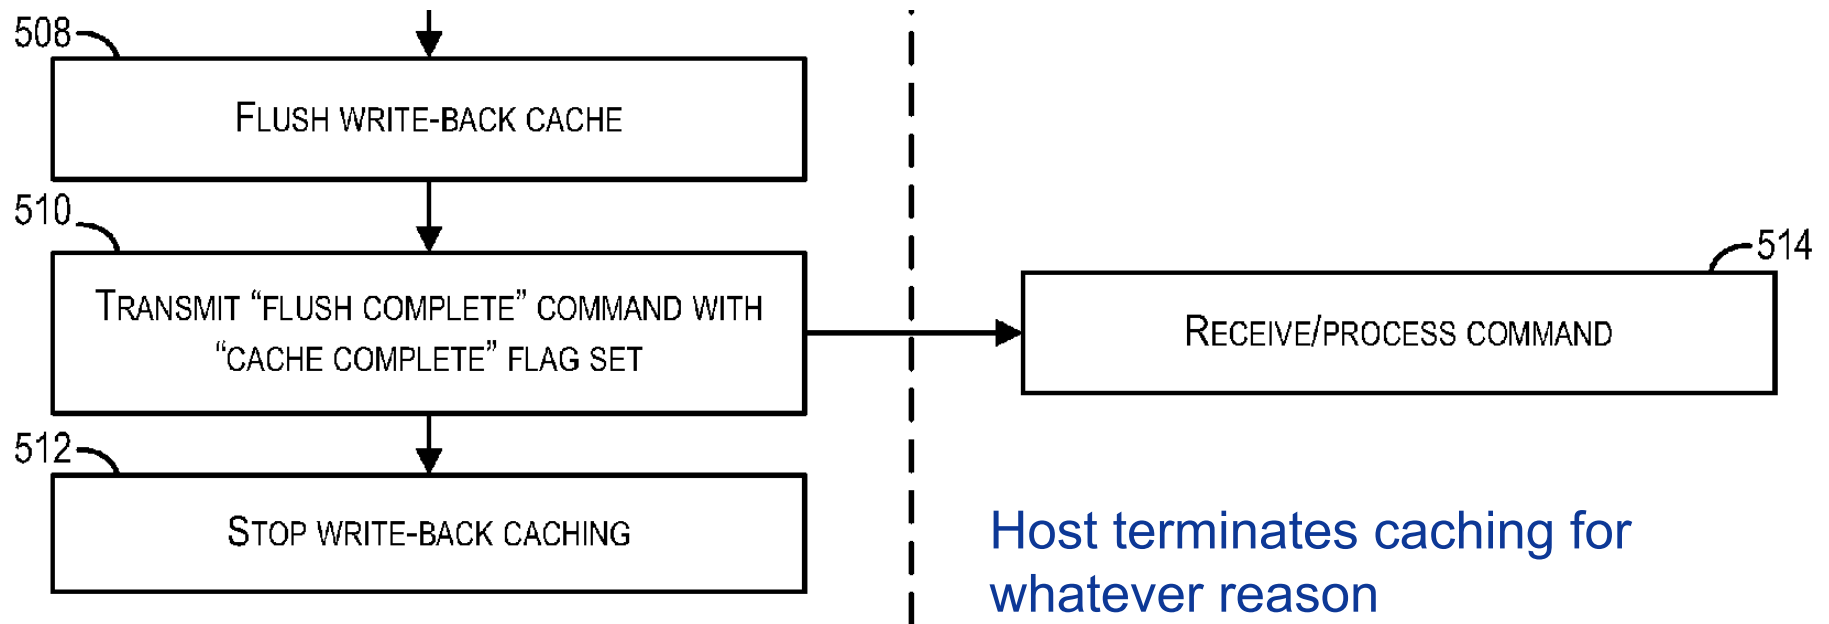 508
FLUSH WRITE-BACK CACHE
510
TRANSMIT “FLUSH COMPLETE” COMMAND WITH
“CACHE COMPLETE” FLAG SET
514
RECEIVE/PROCESS COMMAND
512
STOP WRITE-BACK CACHING
Host terminates caching for
whatever reason